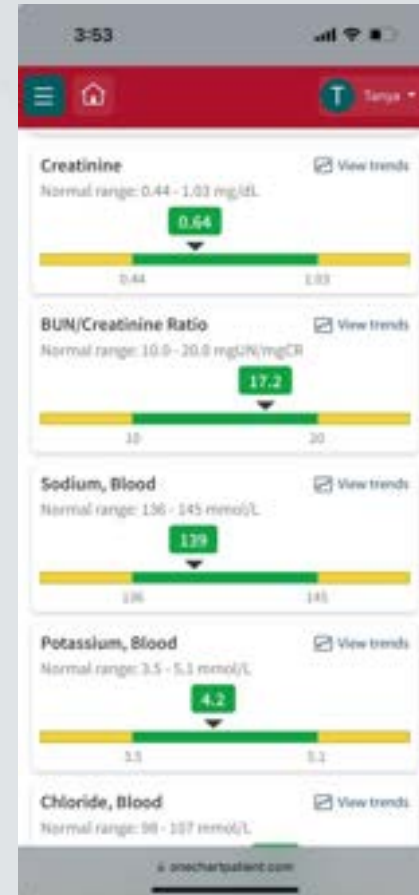 3:53
T Tanya
Creatinine View trends
Normal range: 0.44 - 1.03 mg/dL
0.64
0.44 1.03
BUN/Creatinine Ratio View trends
Normal range: 10.0 - 20.0 mgUN/mgCR
17.2
10 20
Sodium, Blood View trends
Normal range: 136 - 145 mmol/L
139
136 145
Potassium, Blood View trends
Normal range: 3.5 - 5.1 mmol/L
4.2
3.5 5.1
Chloride, Blood View trends
Normal range: 98 - 107 mmol/L
onechartpatient.com